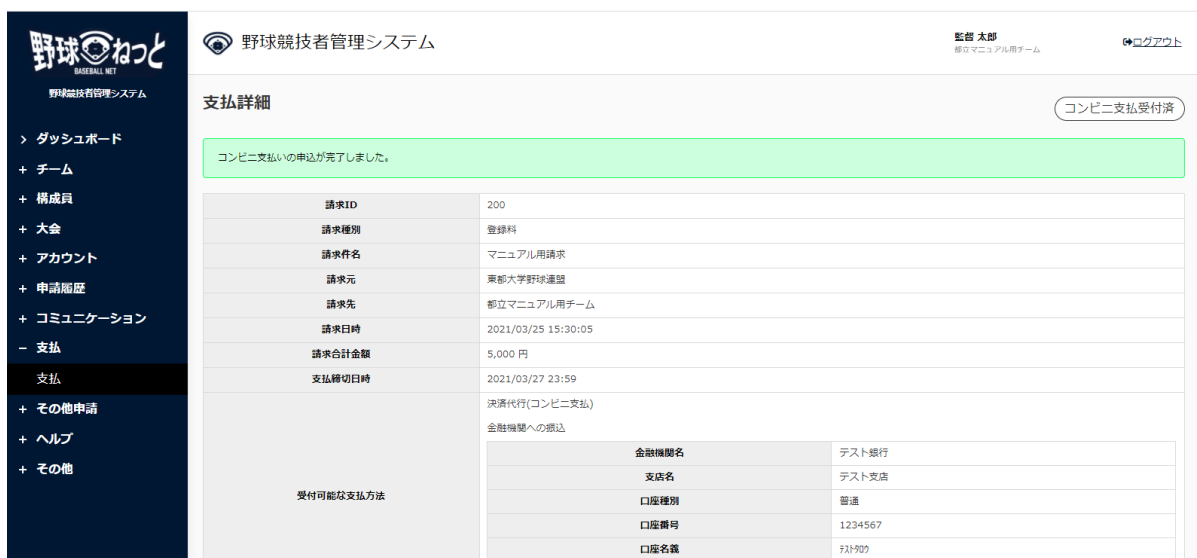 野球ねっと
BASEBALL NET
野球競技者管理システム
> ダッシュボード
+ チーム
+ 構成員
+ 大会
+ アカウント
+ 申請履歴
+ コミュニケーション
− 支払
支払
+ その他申請
+ ヘルプ
+ その他
野球競技者管理システム
監督 太郎
都立マニュアル用チーム
ログアウト
支払詳細
コンビニ支払受付済
コンビニ支払いの申込が完了しました。
請求ID 200
請求種別 登録料
請求件名 マニュアル用請求
請求元 東都大学野球連盟
請求先 都立マニュアル用チーム
請求日時 2021/03/25 15:30:05
請求合計金額 5,000 円
支払締切日時 2021/03/27 23:59
受付可能な支払方法
決済代行(コンビニ支払)
金融機関への振込
金融機関名 テスト銀行
支店名 テスト支店
口座種別 普通
口座番号 1234567
口座名義 ﾃｽﾄﾀﾛｳ